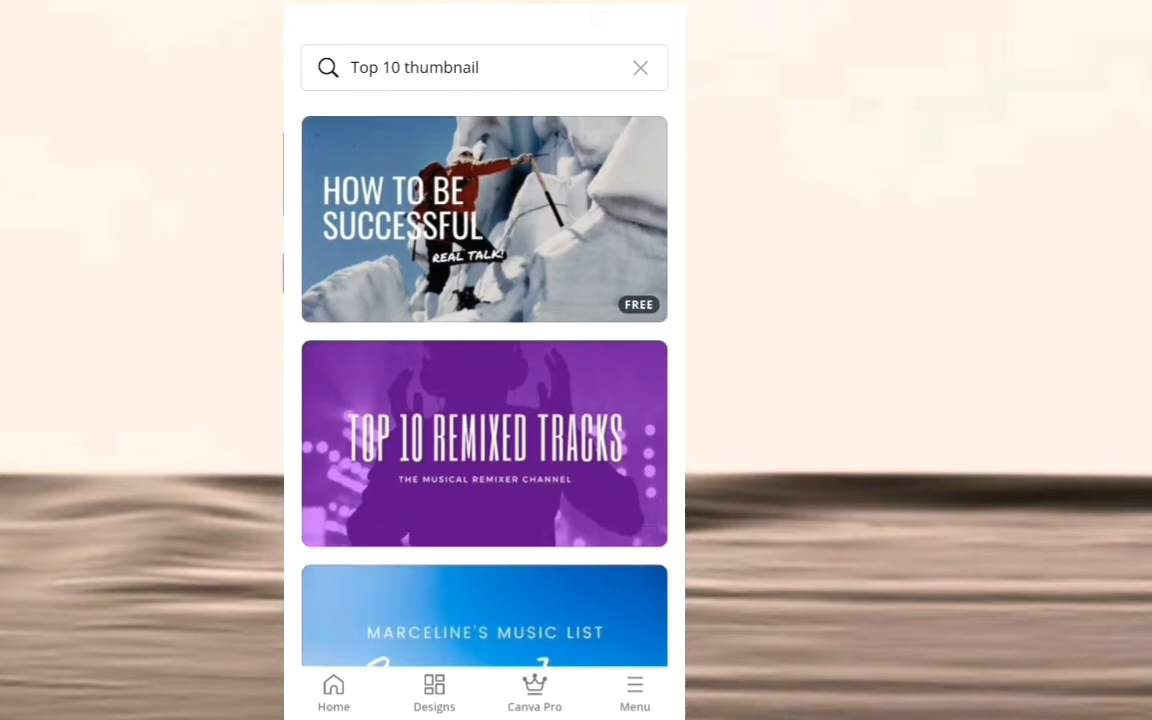 Top 10 thumbnail
HOW TO BE
SUCCESSFUL
REAL TALK!
FREE
TOP 10 REMIXED TRACKS
THE MUSICAL REMIXER CHANNEL
MARCELINE'S MUSIC LIST
Home
Designs
Canva Pro
Menu